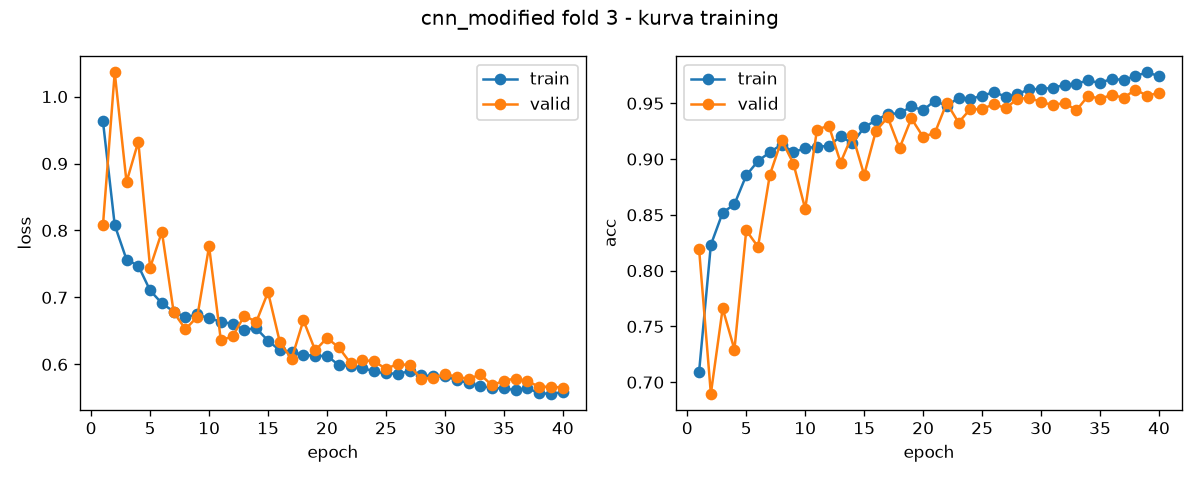 cnn_modified fold 3 - kurva training
train
valid
1.0
0.9
0.8
0.7
0.6
loss
0 5 10 15 20 25 30 35 40
epoch
train
valid
0.95
0.90
0.85
0.80
0.75
0.70
acc
0 5 10 15 20 25 30 35 40
epoch